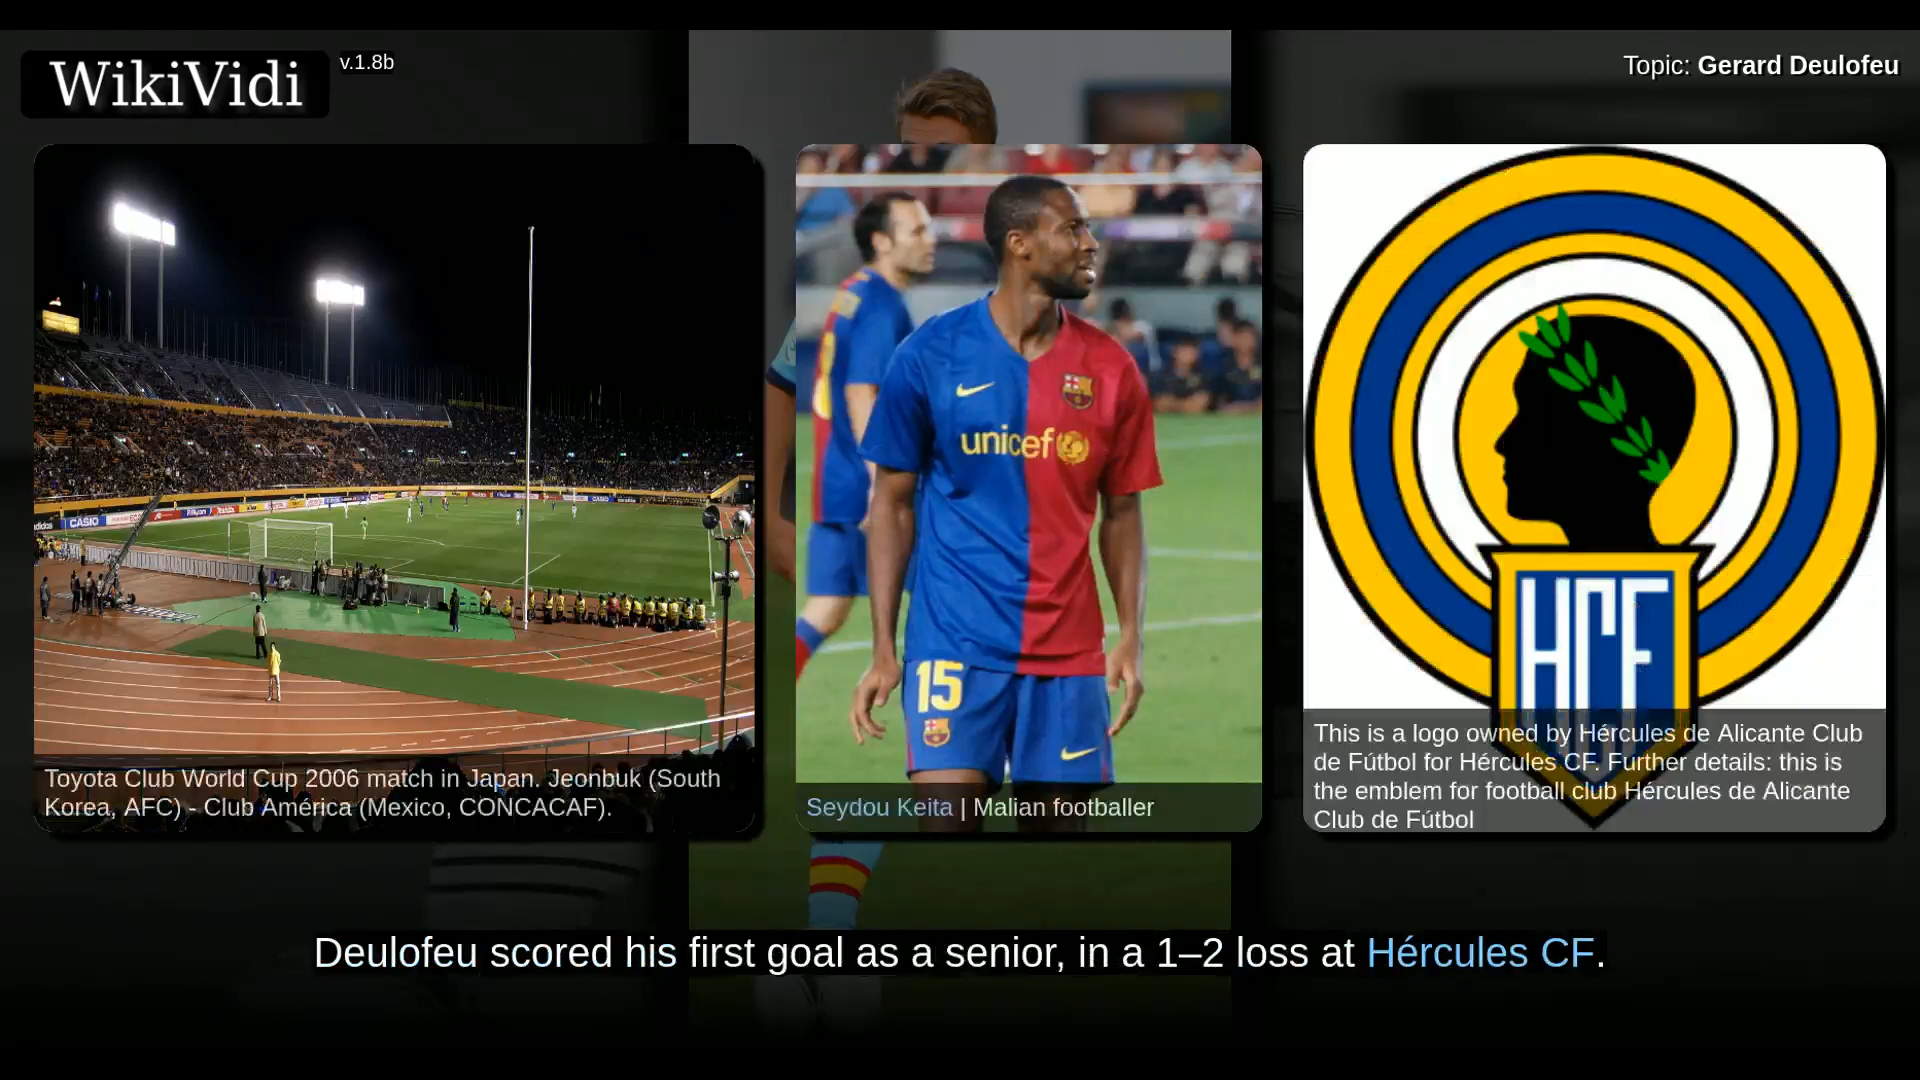 WikiVidi
v.1.8b
Topic: Gerard Deulofeu
CASIO
unicef
15
HCF
Toyota Club World Cup 2006 match in Japan. Jeonbuk (South
Korea, AFC) - Club América (Mexico, CONCACAF).
Seydou Keita | Malian footballer
This is a logo owned by Hércules de Alicante Club
de Fútbol for Hércules CF. Further details: this is
the emblem for football club Hércules de Alicante
Club de Fútbol
Deulofeu scored his first goal as a senior, in a 1–2 loss at Hércules CF.